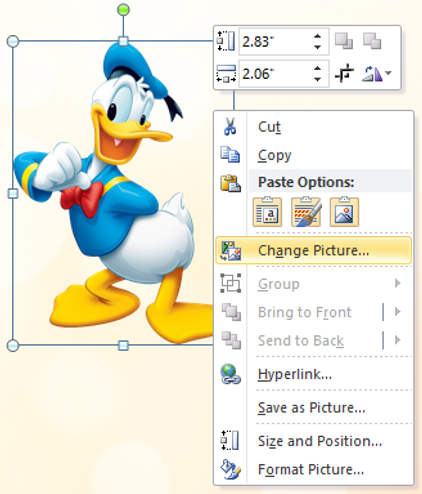 2.83"
2.06"
Cut
Copy
Paste Options:
a
Change Picture...
Group
Bring to Front
Send to Back
Hyperlink...
Save as Picture...
Size and Position...
Format Picture...